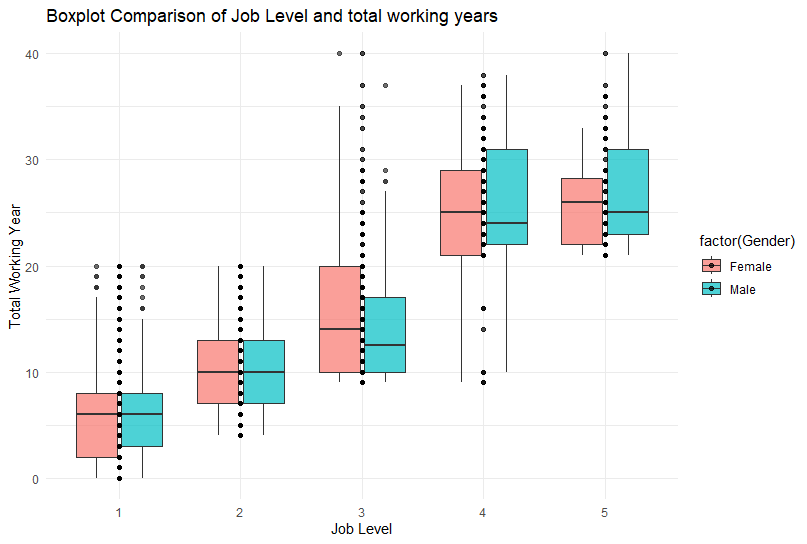 Boxplot Comparison of Job Level and total working years
Total Working Year
40
30
20
10
0
1 2 3 4 5
Job Level
factor(Gender)
Female
Male